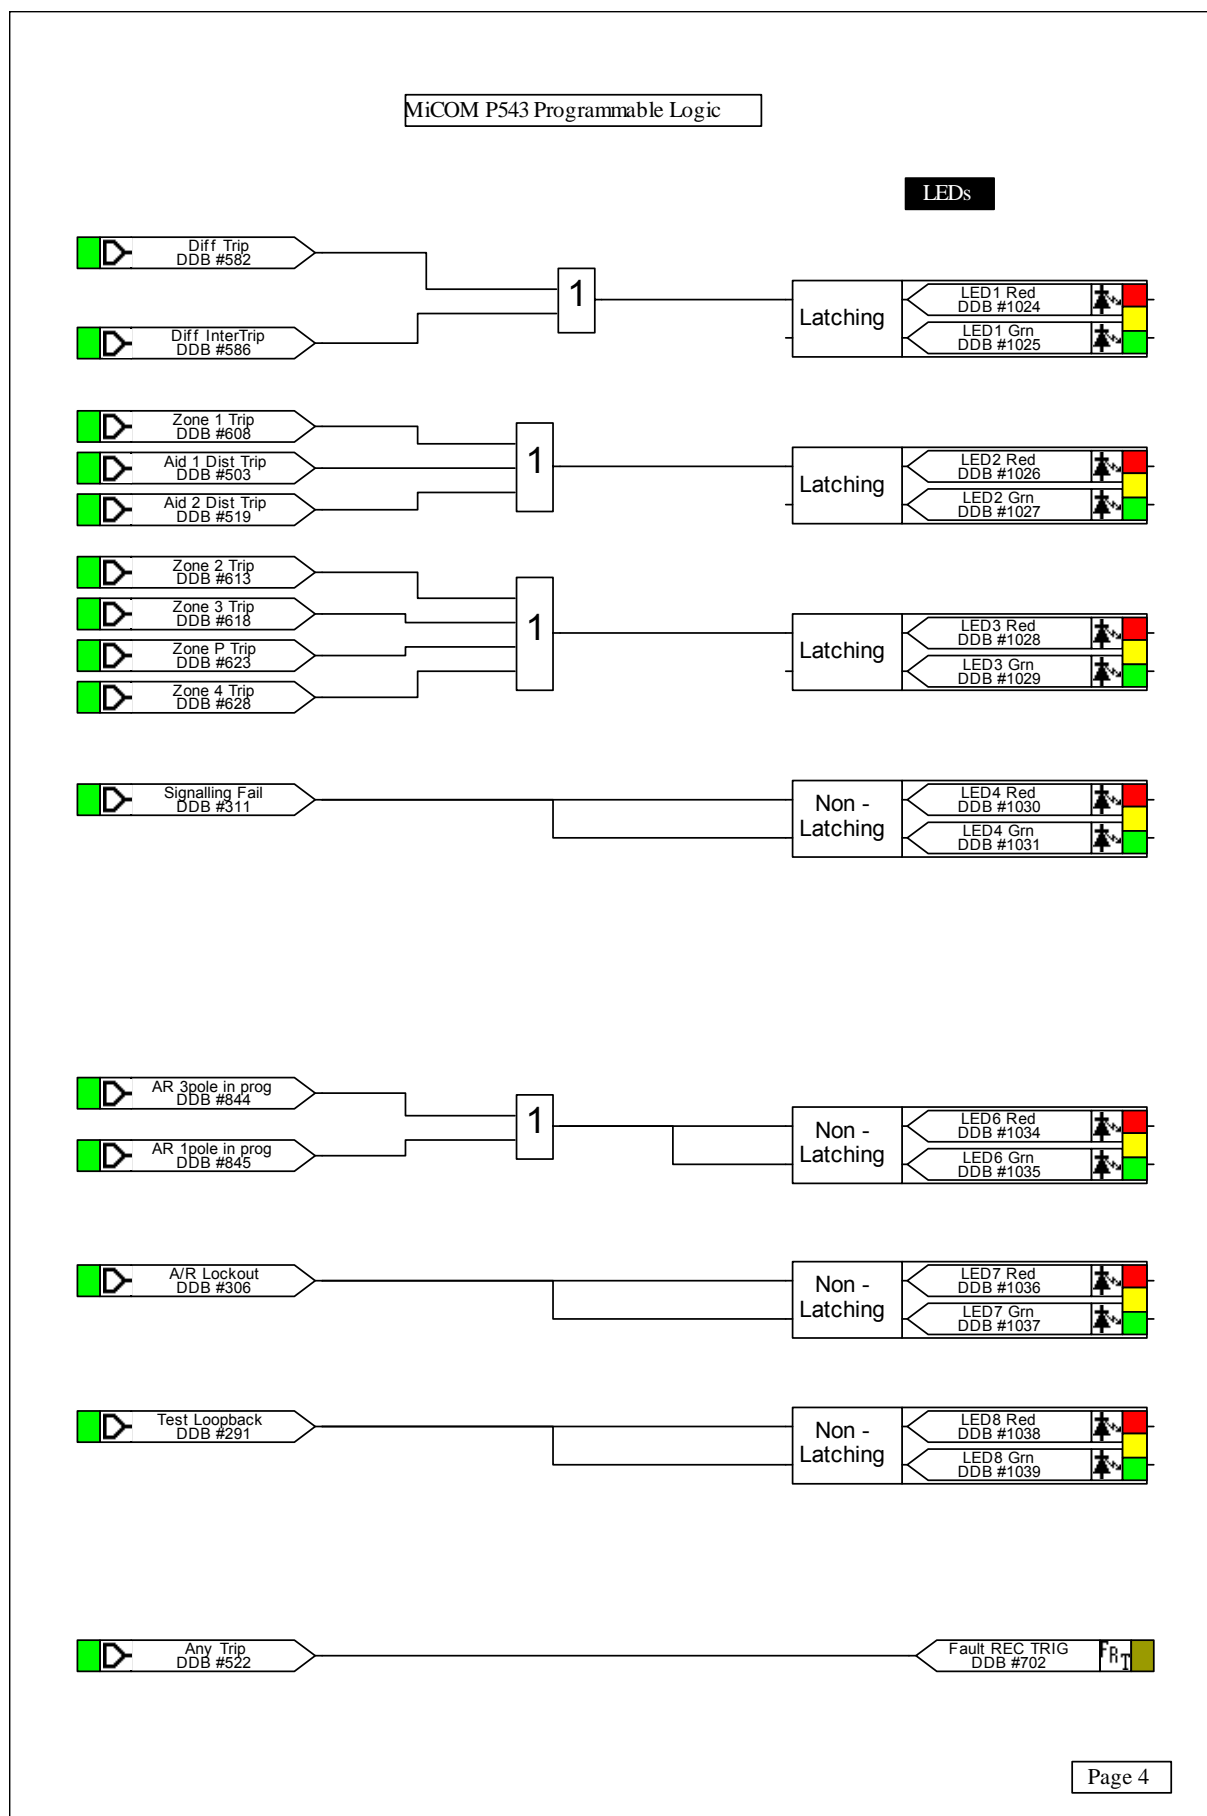 MiCOM P543 Programmable Logic
LEDs
Diff Trip
DDB #582
Diff InterTrip
DDB #586
1
Latching
LED1 Red
DDB #1024
LED1 Grn
DDB #1025
Zone 1 Trip
DDB #608
Aid 1 Dist Trip
DDB #503
Aid 2 Dist Trip
DDB #519
1
Latching
LED2 Red
DDB #1026
LED2 Grn
DDB #1027
Zone 2 Trip
DDB #613
Zone 3 Trip
DDB #618
Zone P Trip
DDB #623
Zone 4 Trip
DDB #628
1
Latching
LED3 Red
DDB #1028
LED3 Grn
DDB #1029
Signalling Fail
DDB #311
Non -
Latching
LED4 Red
DDB #1030
LED4 Grn
DDB #1031
AR 3pole in prog
DDB #844
AR 1pole in prog
DDB #845
1
Non -
Latching
LED6 Red
DDB #1034
LED6 Grn
DDB #1035
A/R Lockout
DDB #306
Non -
Latching
LED7 Red
DDB #1036
LED7 Grn
DDB #1037
Test Loopback
DDB #291
Non -
Latching
LED8 Red
DDB #1038
LED8 Grn
DDB #1039
Any Trip
DDB #522
Fault REC TRIG
DDB #702
FRT
Page 4